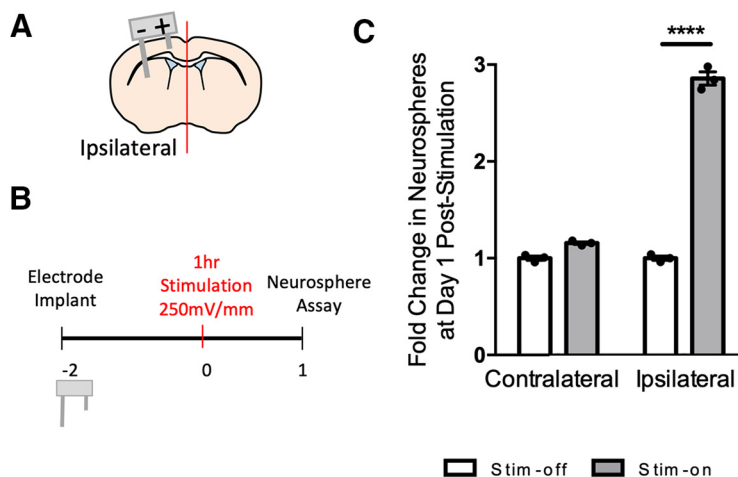 A
- +
Ipsilateral
B
Electrode
Implant
1hr
Stimulation
250mV/mm
Neurosphere
Assay
-2
0
1
C
Fold Change in Neurospheres
at Day 1 Post-Stimulation
3
2
1
0
****
Contralateral
Ipsilateral
Stim-off
Stim-on